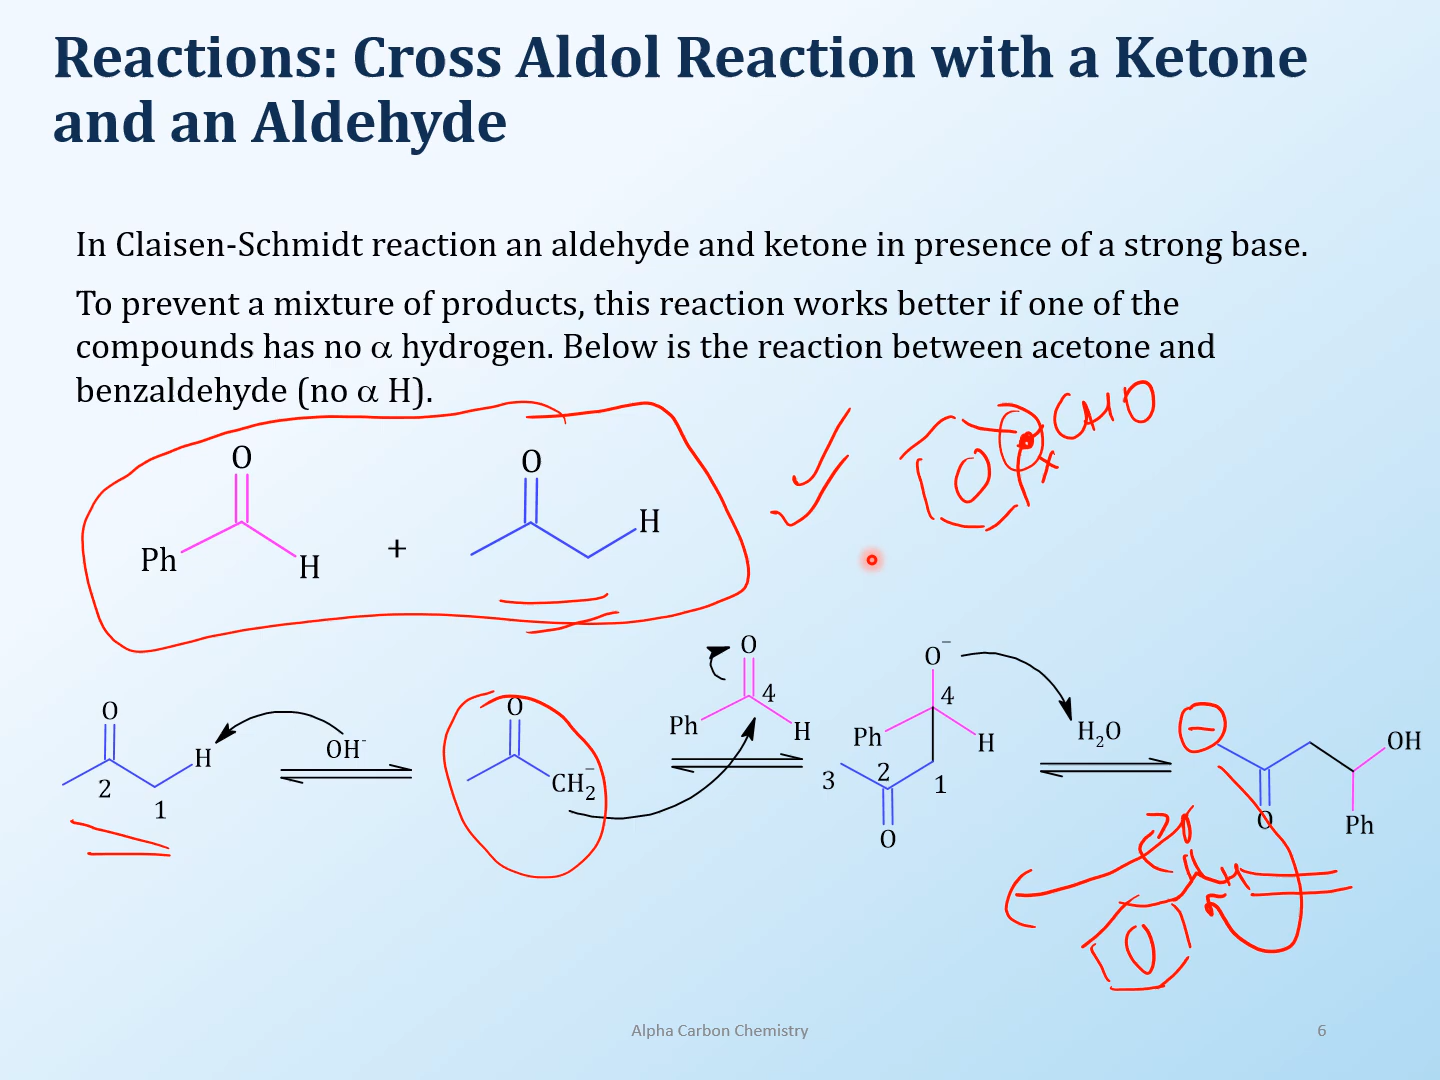 Reactions: Cross Aldol Reaction with a Ketone
and an Aldehyde
In Claisen-Schmidt reaction an aldehyde and ketone in presence of a strong base.
To prevent a mixture of products, this reaction works better if one of the
compounds has no α hydrogen. Below is the reaction between acetone and
benzaldehyde (no α H).
CHO
O O
Ph H + H
O O O⁻
4 4
O H OH⁻ Ph H Ph H H₂O OH
2 1 CH₂⁻ 3 2 1 O Ph
O
Alpha Carbon Chemistry 6